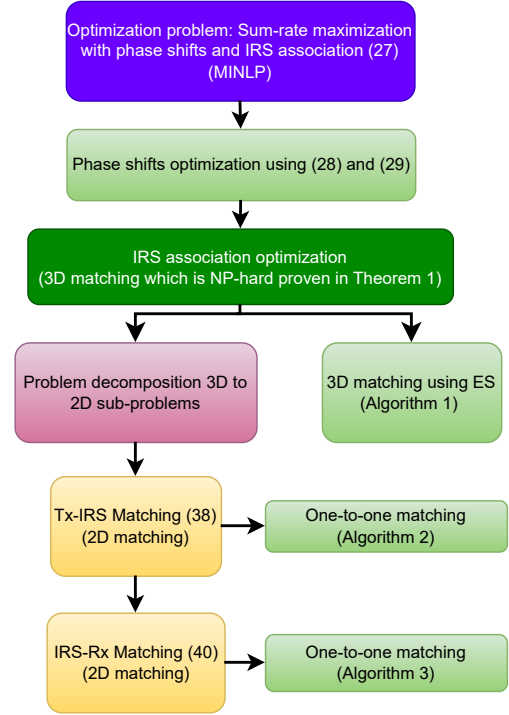 Optimization problem: Sum-rate maximization
with phase shifts and IRS association (27)
(MINLP)
Phase shifts optimization using (28) and (29)
IRS association optimization
(3D matching which is NP-hard proven in Theorem 1)
Problem decomposition 3D to
2D sub-problems
3D matching using ES
(Algorithm 1)
Tx-IRS Matching (38)
(2D matching)
One-to-one matching
(Algorithm 2)
IRS-Rx Matching (40)
(2D matching)
One-to-one matching
(Algorithm 3)